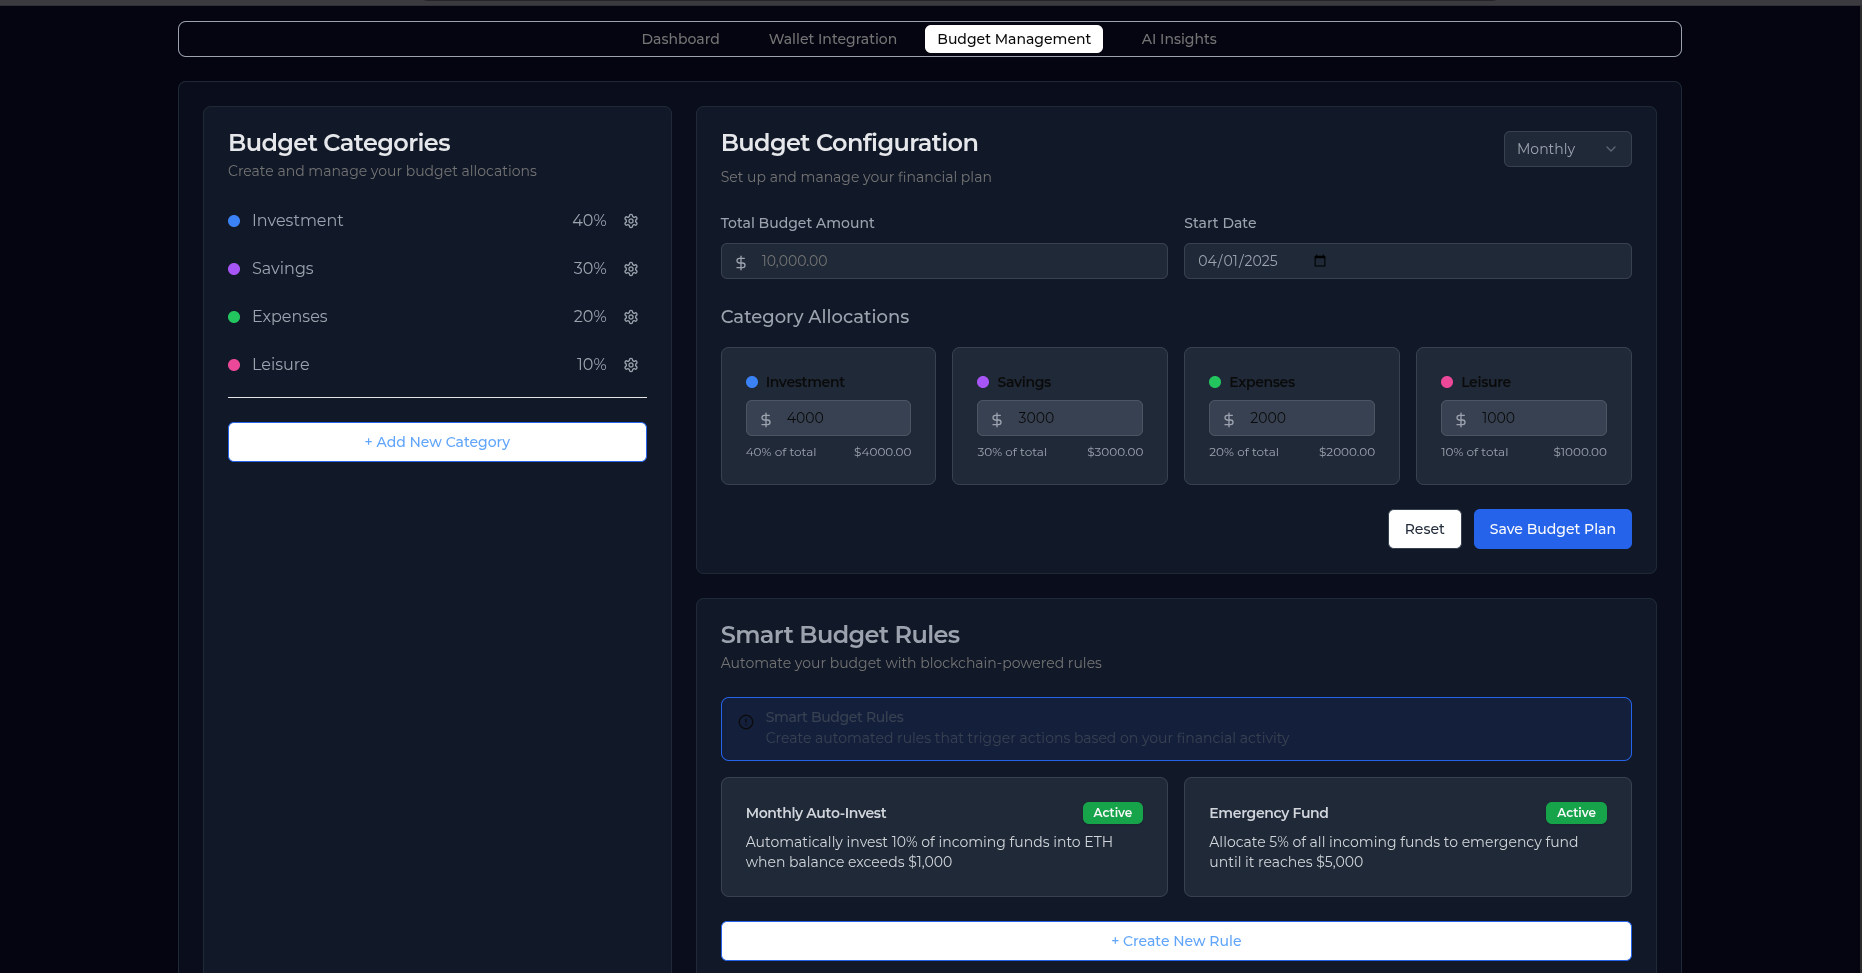 Dashboard Wallet Integration Budget Management AI Insights
Budget Categories
Create and manage your budget allocations
Investment 40%
Savings 30%
Expenses 20%
Leisure 10%
+ Add New Category
Budget Configuration
Monthly
Set up and manage your financial plan
Total Budget Amount Start Date
$ 10,000.00 04/01/2025
Category Allocations
Investment Savings Expenses Leisure
$ 4000 $ 3000 $ 2000 $ 1000
40% of total $4000.00 30% of total $3000.00 20% of total $2000.00 10% of total $1000.00
Reset Save Budget Plan
Smart Budget Rules
Automate your budget with blockchain-powered rules
Smart Budget Rules
Create automated rules that trigger actions based on your financial activity
Monthly Auto-Invest Active
Automatically invest 10% of incoming funds into ETH
when balance exceeds $1,000
Emergency Fund Active
Allocate 5% of all incoming funds to emergency fund
until it reaches $5,000
+ Create New Rule